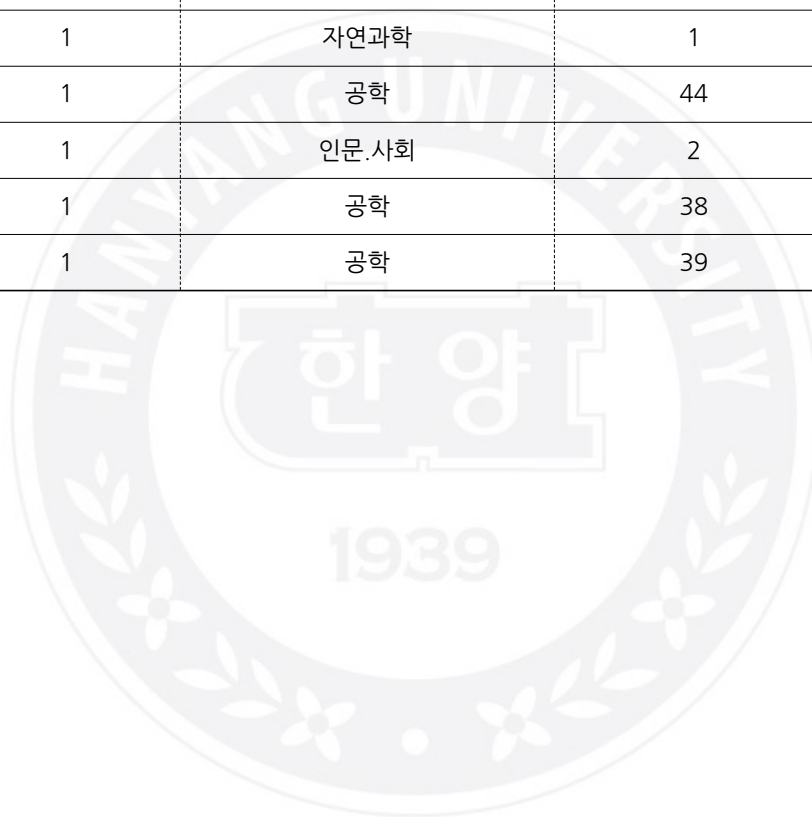 1 자연과학 1
1 공학 44
1 인문.사회 2
1 공학 38
1 공학 39
HANYANG UNIVERSITY
한양
1939